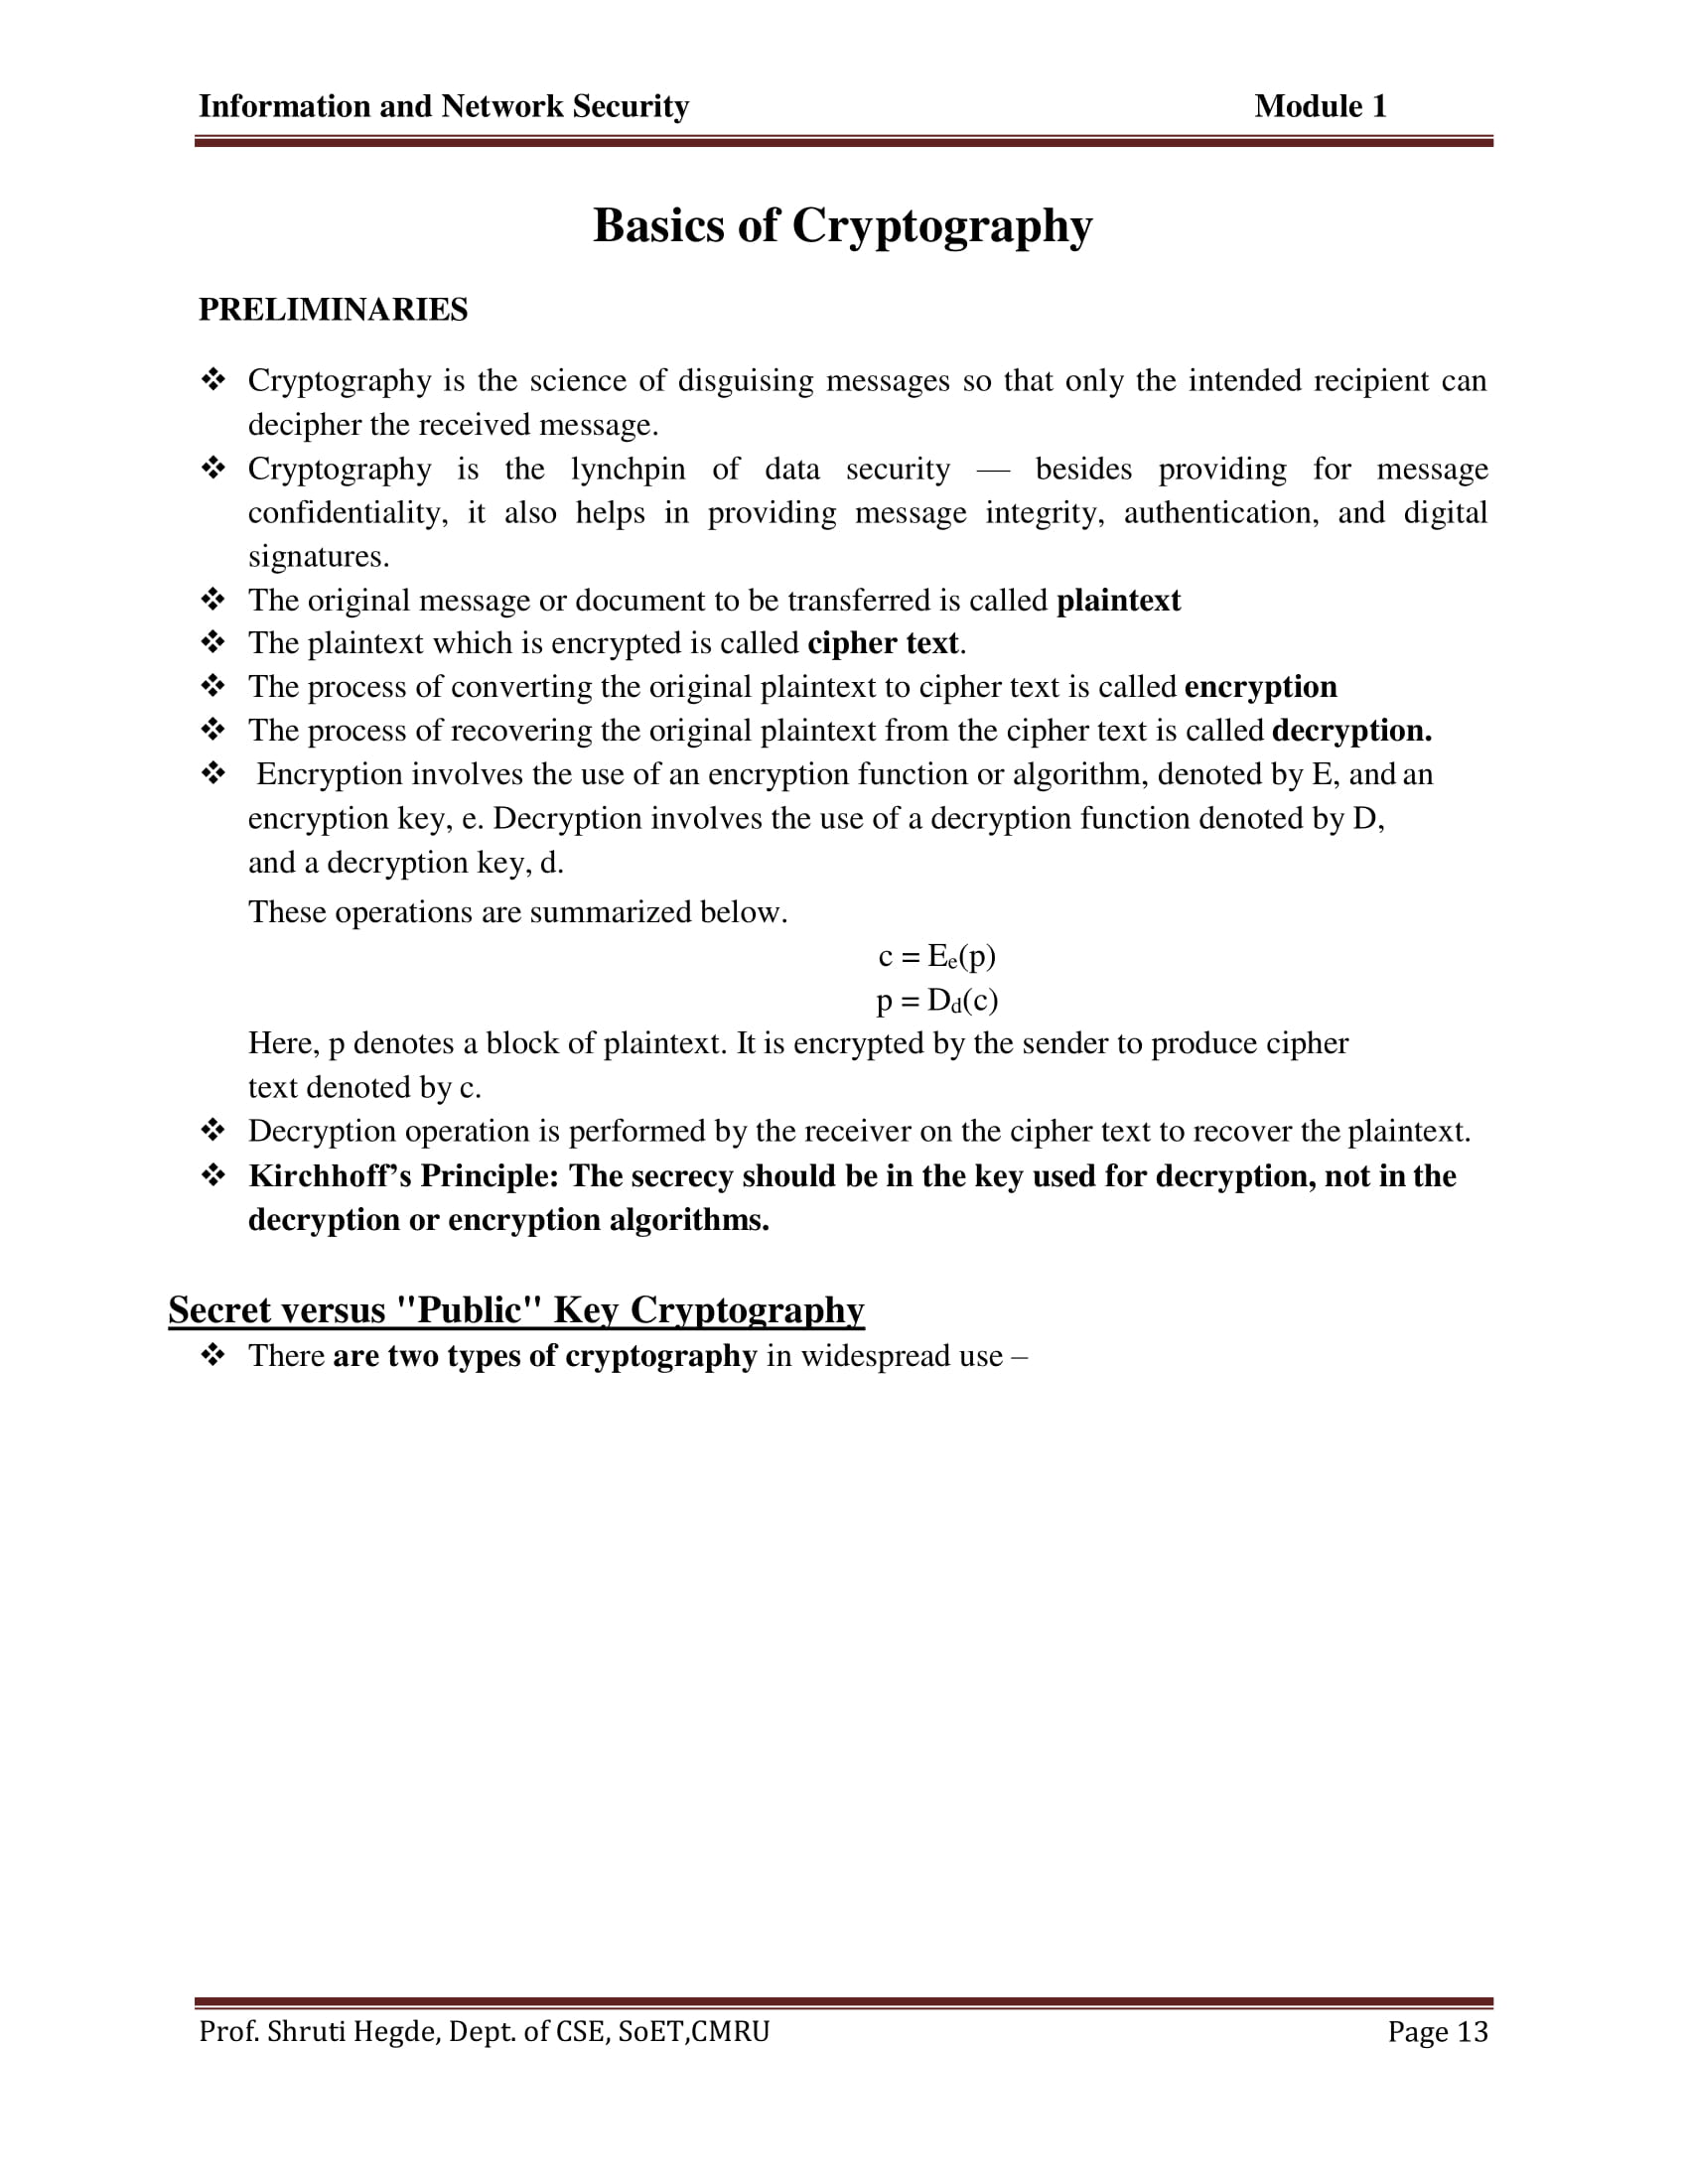 Information and Network Security Module 1
Basics of Cryptography
PRELIMINARIES
❖ Cryptography is the science of disguising messages so that only the intended recipient can
decipher the received message.
❖ Cryptography is the lynchpin of data security — besides providing for message
confidentiality, it also helps in providing message integrity, authentication, and digital
signatures.
❖ The original message or document to be transferred is called plaintext
❖ The plaintext which is encrypted is called cipher text.
❖ The process of converting the original plaintext to cipher text is called encryption
❖ The process of recovering the original plaintext from the cipher text is called decryption.
❖ Encryption involves the use of an encryption function or algorithm, denoted by E, and an
encryption key, e. Decryption involves the use of a decryption function denoted by D,
and a decryption key, d.
These operations are summarized below.
c = Eₑ(p)
p = D_d(c)
Here, p denotes a block of plaintext. It is encrypted by the sender to produce cipher
text denoted by c.
❖ Decryption operation is performed by the receiver on the cipher text to recover the plaintext.
❖ Kirchhoff’s Principle: The secrecy should be in the key used for decryption, not in the
decryption or encryption algorithms.
Secret versus "Public" Key Cryptography
❖ There are two types of cryptography in widespread use –
Prof. Shruti Hegde, Dept. of CSE, SoET,CMRU Page 13